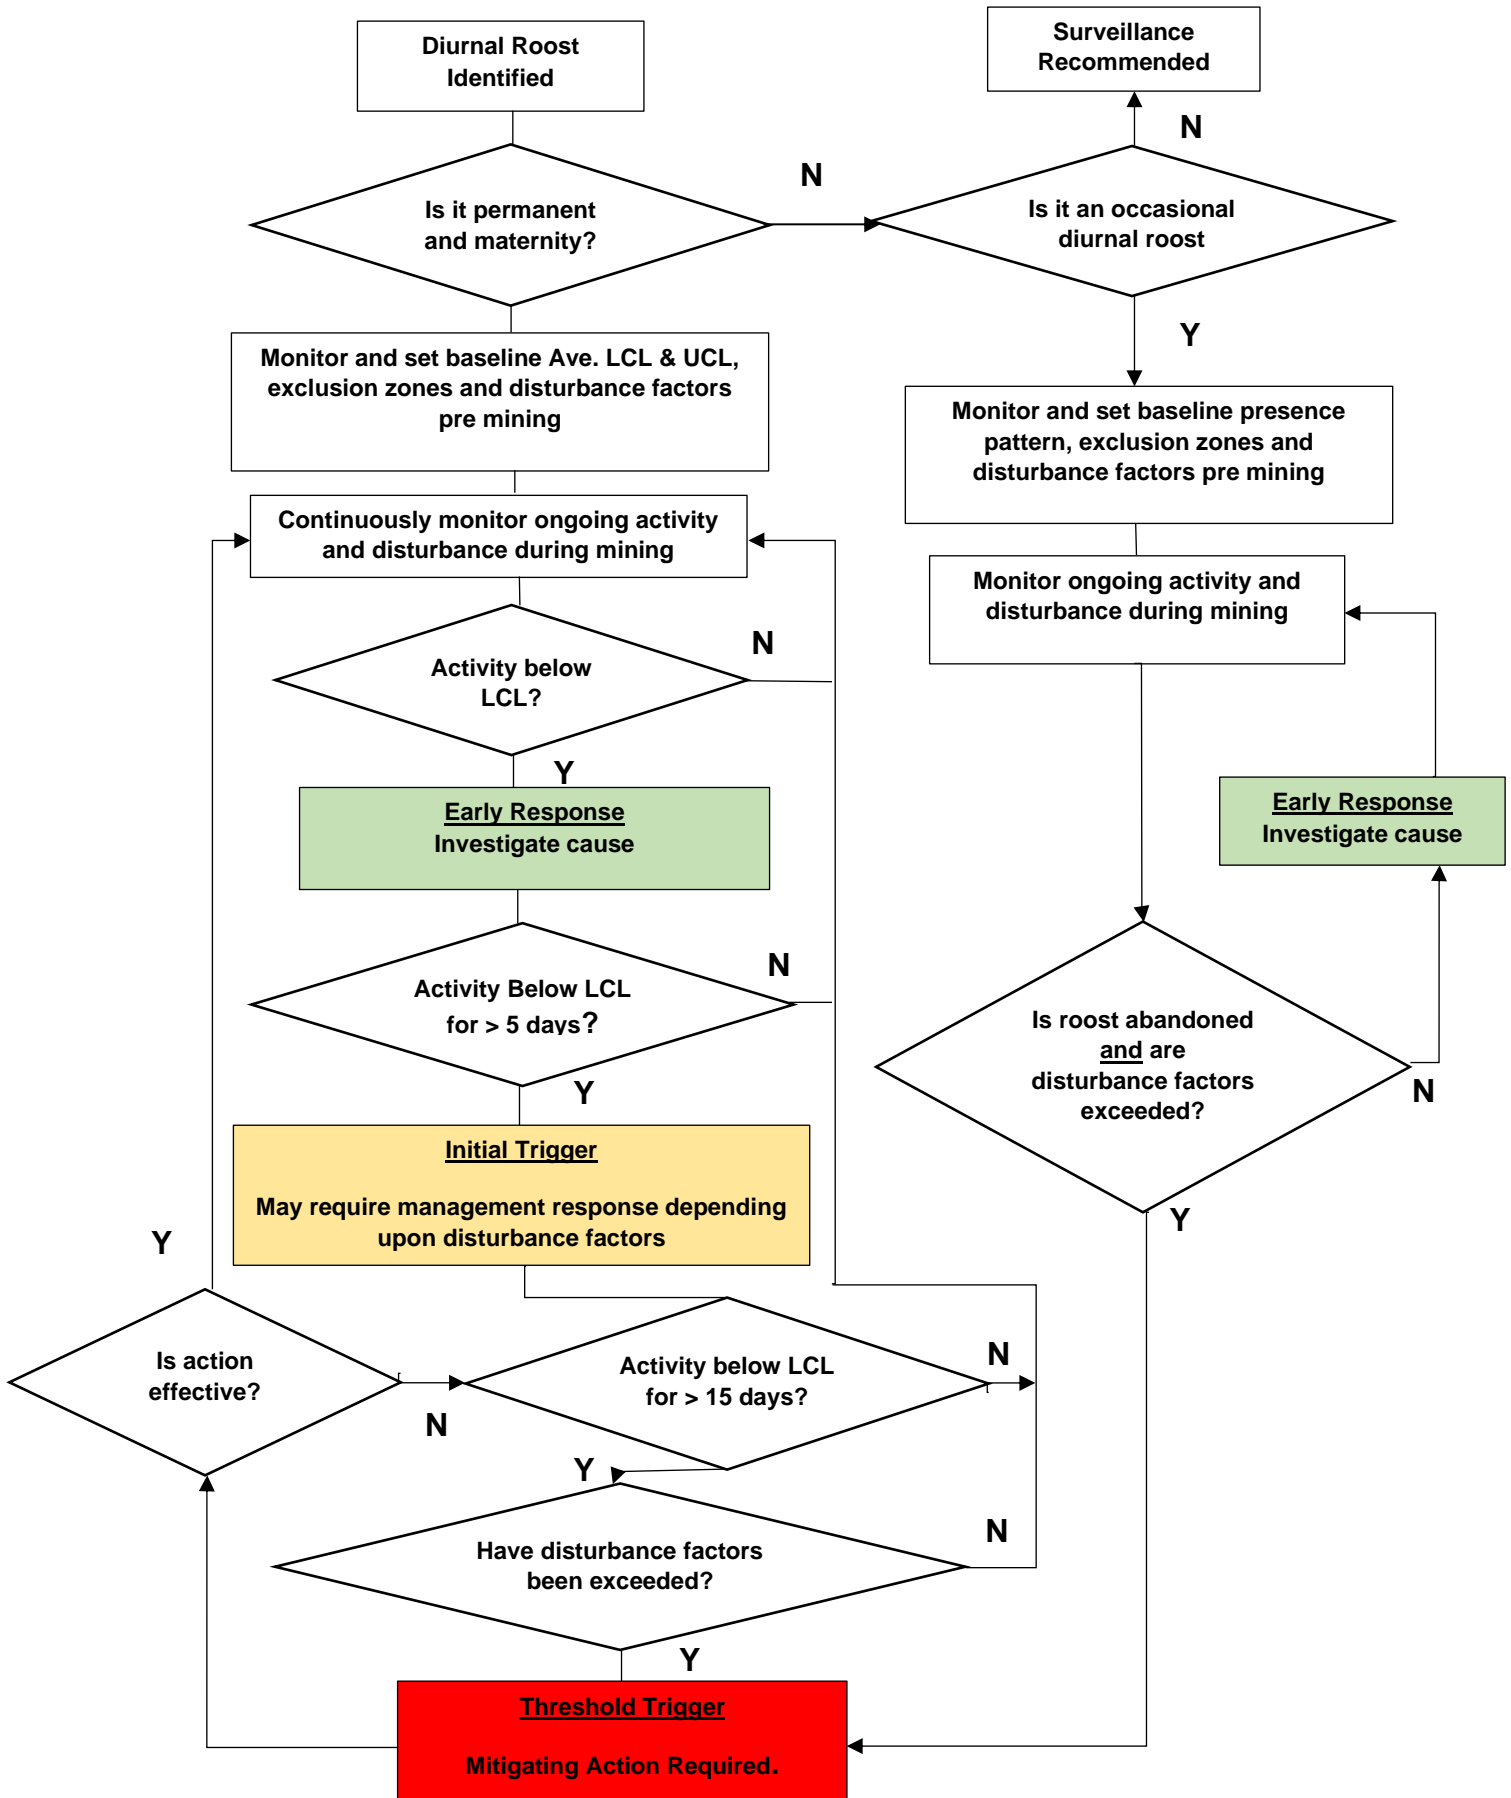 Diurnal Roost
Identified
Surveillance
Recommended
N
N
Is it permanent
and maternity?
Is it an occasional
diurnal roost
Y
Monitor and set baseline Ave. LCL & UCL,
exclusion zones and disturbance factors
pre mining
Monitor and set baseline presence
pattern, exclusion zones and
disturbance factors pre mining
Continuously monitor ongoing activity
and disturbance during mining
Monitor ongoing activity and
disturbance during mining
N
Activity below
LCL?
Y
Early Response
Investigate cause
Early Response
Investigate cause
N
Activity Below LCL
for > 5 days?
Is roost abandoned
and are
disturbance factors
exceeded?
N
Y
Initial Trigger
May require management response depending
upon disturbance factors
Y
Y
Is action
effective?
N
Activity below LCL
for > 15 days?
N
Y
Have disturbance factors
been exceeded?
N
Y
Threshold Trigger
Mitigating Action Required.